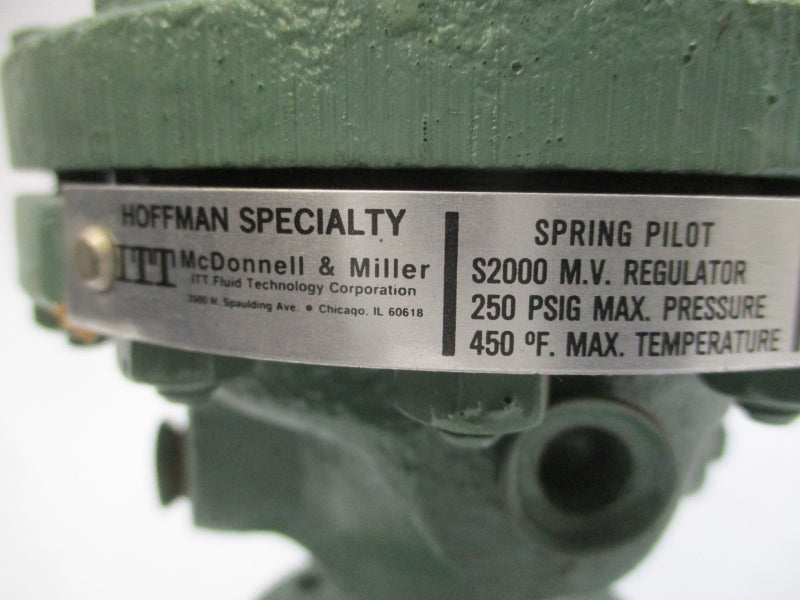 HOFFMAN SPECIALTY
ITT McDonnell & Miller
ITT Fluid Technology Corporation
3500 N. Spaulding Ave. • Chicago, IL 60618
SPRING PILOT
S2000 M.V. REGULATOR
250 PSIG MAX. PRESSURE
450 ºF. MAX. TEMPERATURE